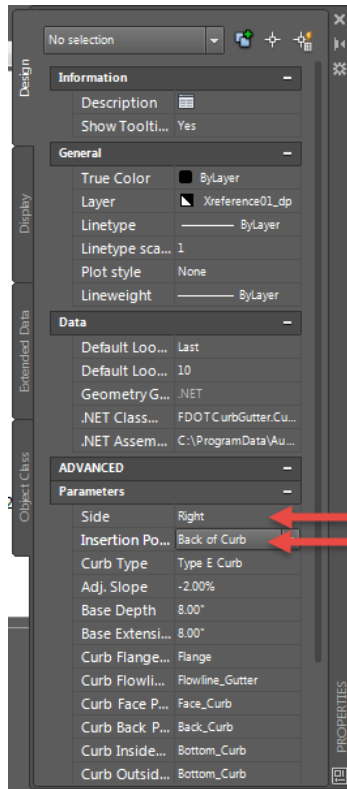 No selection
Design
Display
Extended Data
Object Class
PROPERTIES
Information
Description
Show Toolti... Yes
General
True Color ByLayer
Layer Xreference01_dp
Linetype ByLayer
Linetype sca... 1
Plot style None
Lineweight ByLayer
Data
Default Loo... Last
Default Loo... 10
Geometry G... .NET
.NET Class... FDOTCurbGutter.Cu...
.NET Assem... C:\ProgramData\Au...
ADVANCED
Parameters
Side Right
Insertion Po... Back of Curb
Curb Type Type E Curb
Adj. Slope -2.00%
Base Depth 8.00"
Base Extensi... 8.00"
Curb Flange... Flange
Curb Flowli... Flowline_Gutter
Curb Face P... Face_Curb
Curb Back P... Back_Curb
Curb Inside... Bottom_Curb
Curb Outsid... Bottom_Curb